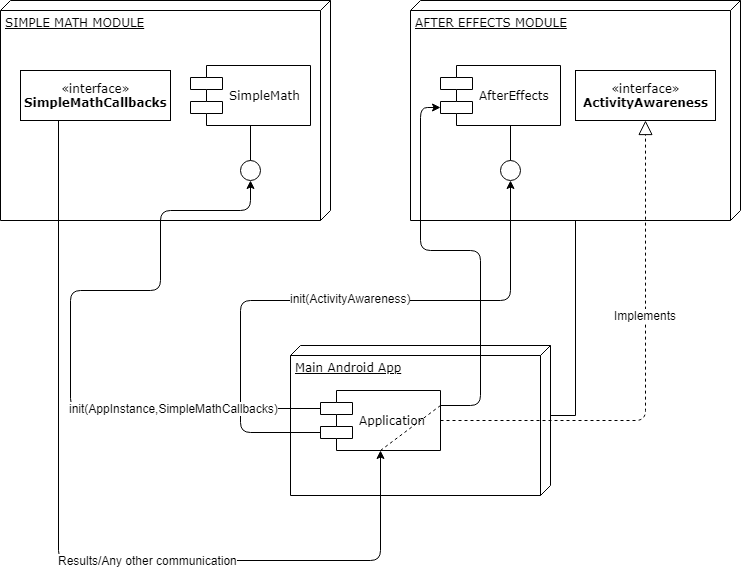 SIMPLE MATH MODULE
«interface»
SimpleMathCallbacks
SimpleMath
AFTER EFFECTS MODULE
AfterEffects
«interface»
ActivityAwareness
init(ActivityAwareness)
Implements
Main Android App
init(AppInstance,SimpleMathCallbacks)
Application
Results/Any other communication